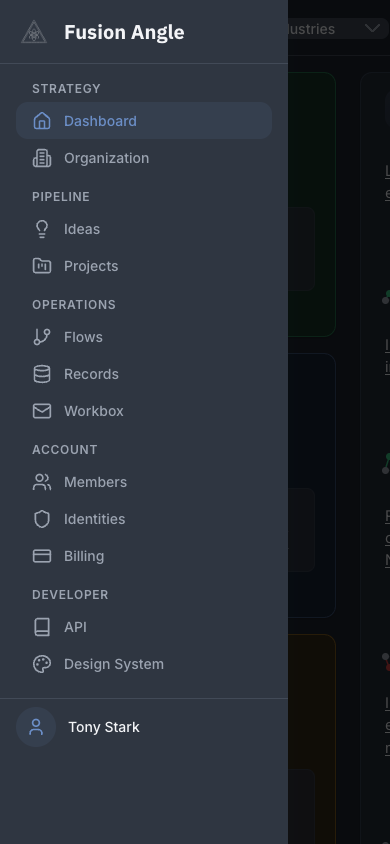 Fusion Angle
dustries
STRATEGY
Dashboard
Organization
PIPELINE
Ideas
Projects
OPERATIONS
Flows
Records
Workbox
ACCOUNT
Members
Identities
Billing
DEVELOPER
API
Design System
Tony Stark